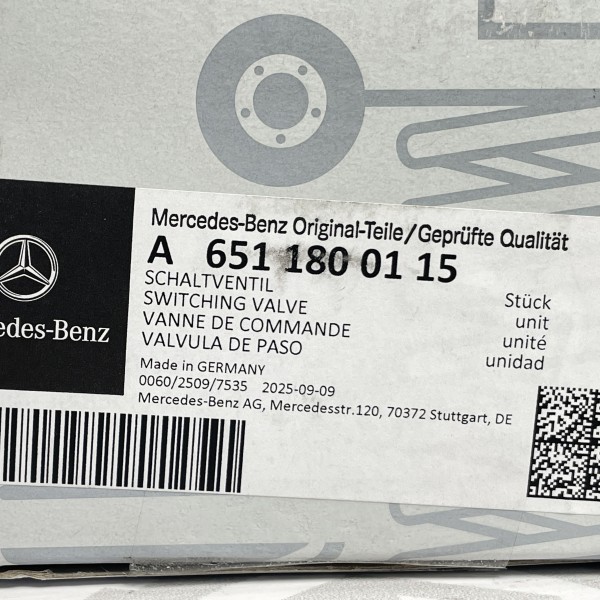 Mercedes-Benz Original-Teile/Geprüfte Qualität
A 651 180 01 15
SCHALTVENTIL
SWITCHING VALVE
VANNE DE COMMANDE
VALVULA DE PASO
Stück
unit
unité
unidad
edes-Benz
Made in GERMANY
0060/2509/7535 2025-09-09
Mercedes-Benz AG, Mercedesstr.120, 70372 Stuttgart, DE